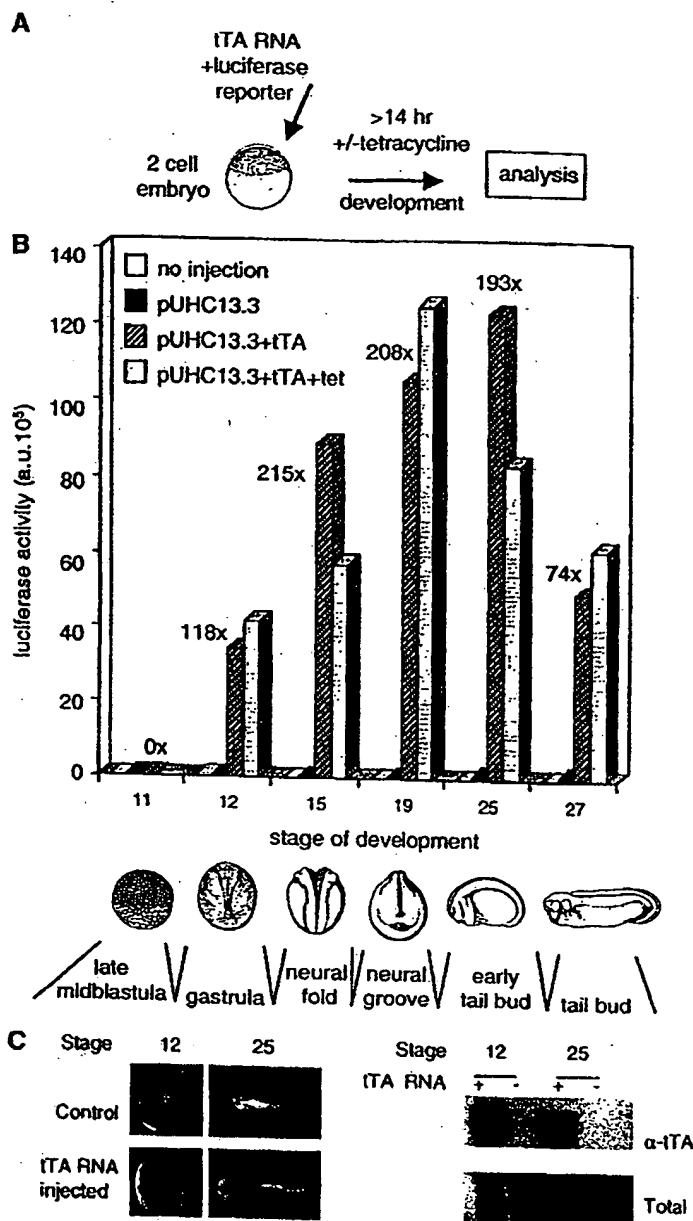 A
tTA RNA
+luciferase
reporter
2 cell
embryo
>14 hr
+/-tetracycline
development
analysis
B
140
120
100
80
60
40
20
0
luciferase activity (a.u.10⁵)
no injection
pUHC13.3
pUHC13.3+tTA
pUHC13.3+tTA+tet
0x
118x
215x
208x
193x
74x
11 12 15 19 25 27
stage of development
late
midblastula
gastrula
neural
fold
neural
groove
early
tail bud
tail bud
C
Stage 12 25
Control
tTA RNA
injected
Stage 12 25
tTA RNA + - + -
α-tTA
Total